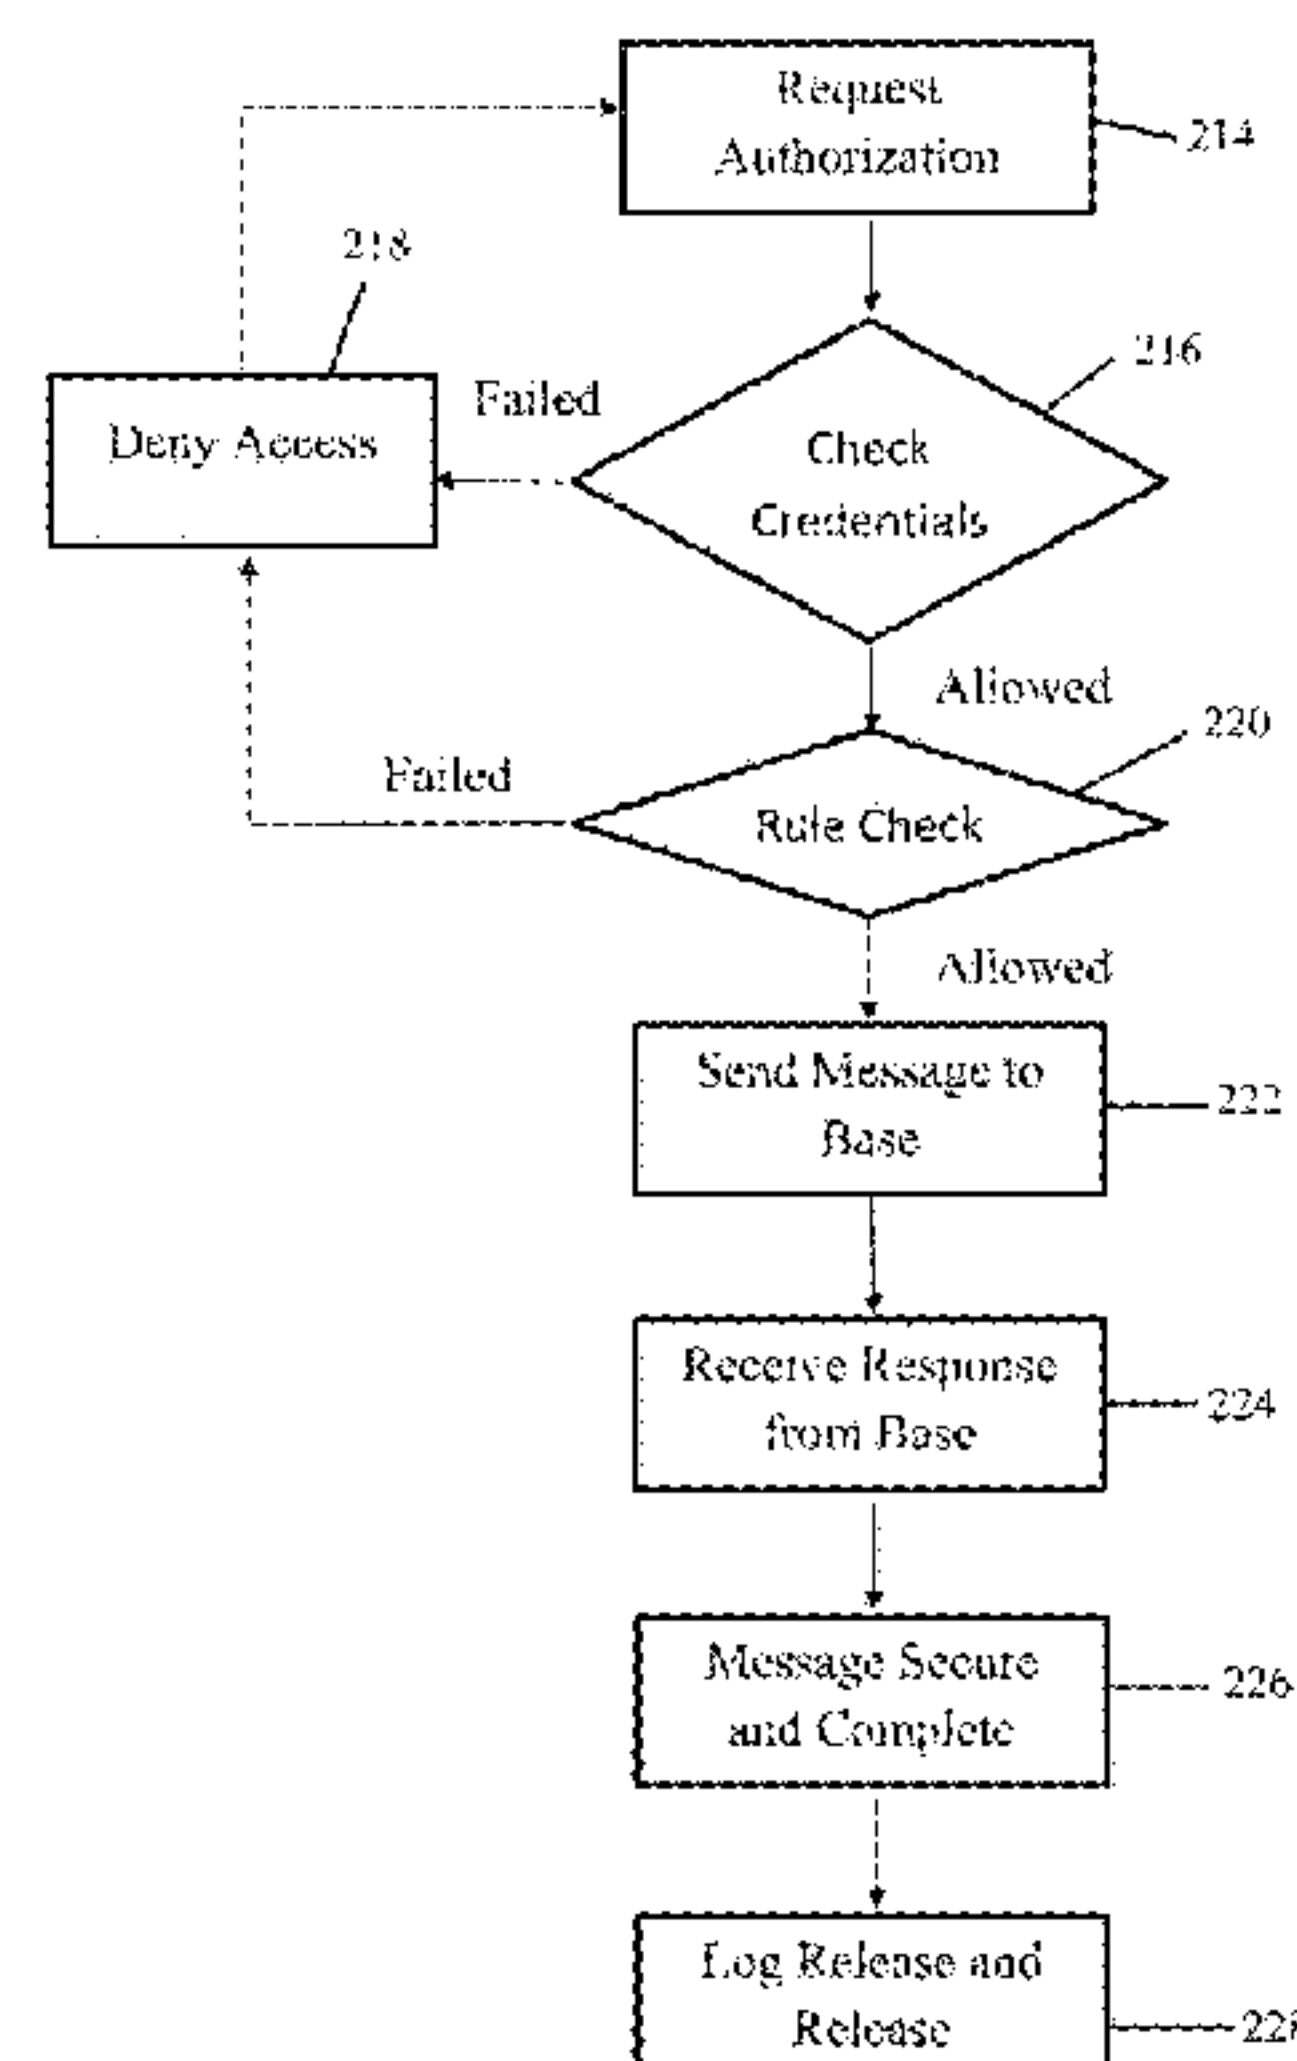 Request
Authorization
214
218
216
Failed
Deny Access
Check
Credentials
Allowed
220
Failed
Rule Check
Allowed
Send Message to
Base
222
Receive Response
from Base
224
Message Secure
and Complete
226
Log Release and
Release